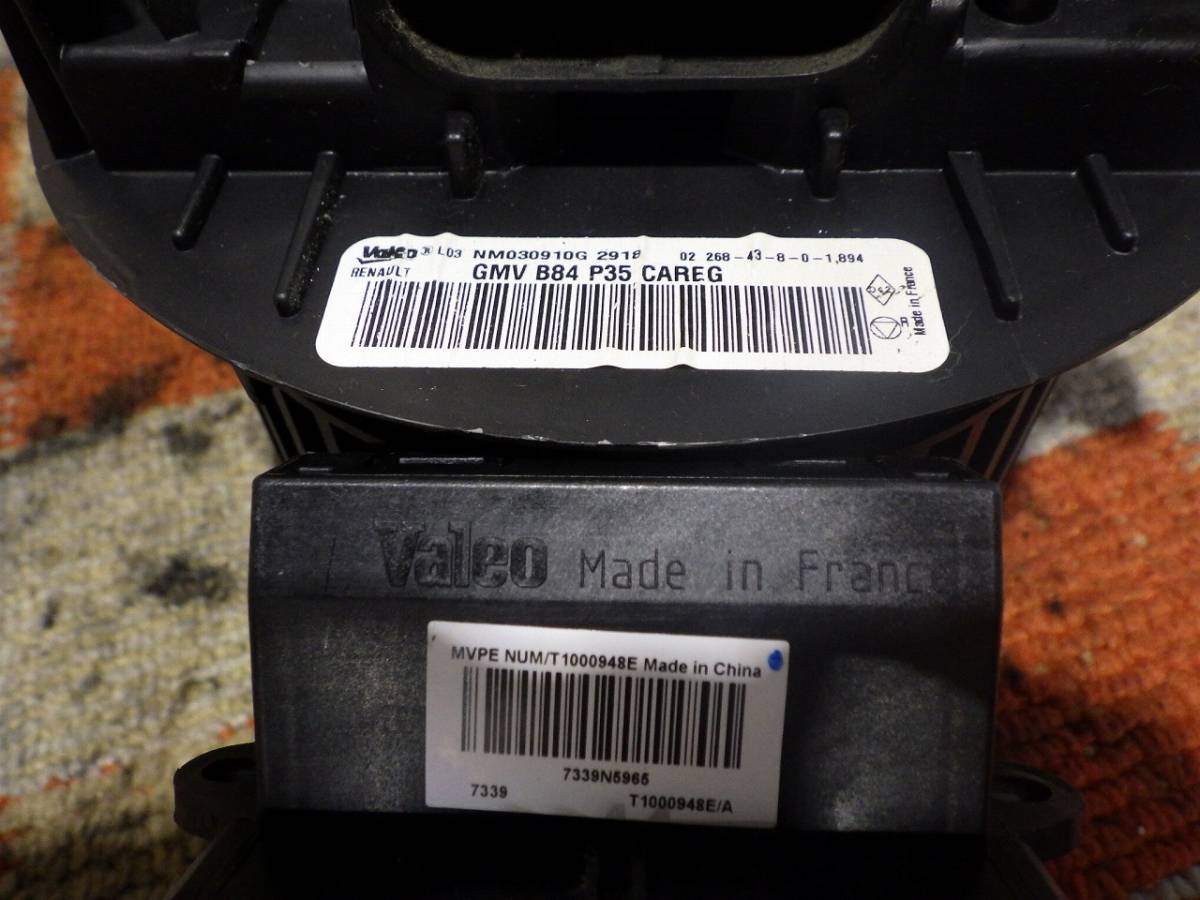 Valeo ® L03 NM030910G 2918 02 268-43-8-0-1,894
RENAULT GMV B84 P35 CAREG
Made in France
Valeo Made in France
MVPE NUM/T1000948E Made in China
7339N5965
7339 T1000948E/A